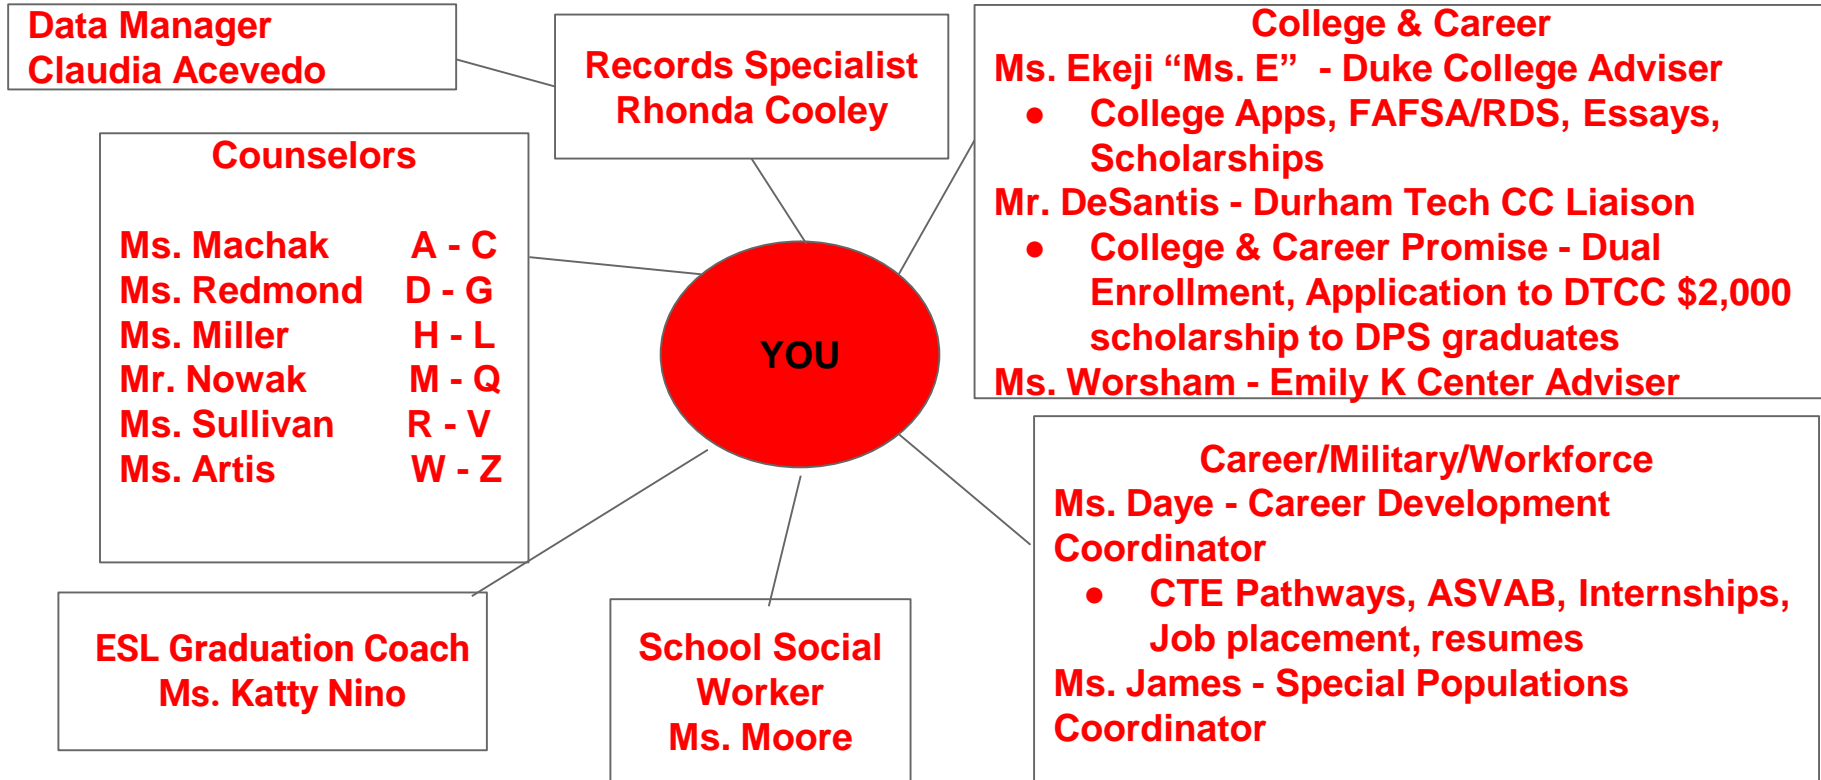 Data Manager
Claudia Acevedo
Records Specialist
Rhonda Cooley
College & Career
Ms. Ekeji “Ms. E” - Duke College Adviser
● College Apps, FAFSA/RDS, Essays,
Scholarships
Mr. DeSantis - Durham Tech CC Liaison
● College & Career Promise - Dual
Enrollment, Application to DTCC $2,000
scholarship to DPS graduates
Ms. Worsham - Emily K Center Adviser
Counselors
Ms. Machak A - C
Ms. Redmond D - G
Ms. Miller H - L
Mr. Nowak M - Q
Ms. Sullivan R - V
Ms. Artis W - Z
YOU
Career/Military/Workforce
Ms. Daye - Career Development
Coordinator
● CTE Pathways, ASVAB, Internships,
Job placement, resumes
Ms. James - Special Populations
Coordinator
ESL Graduation Coach
Ms. Katty Nino
School Social
Worker
Ms. Moore